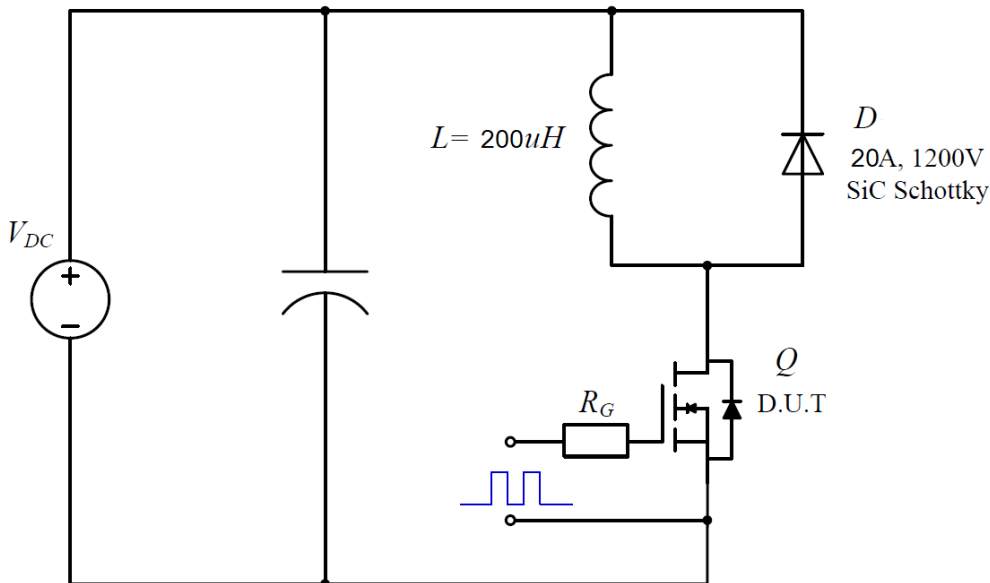 L= 200uH
D
20A, 1200V
SiC Schottky
V_DC
+
−
Q
D.U.T
R_G